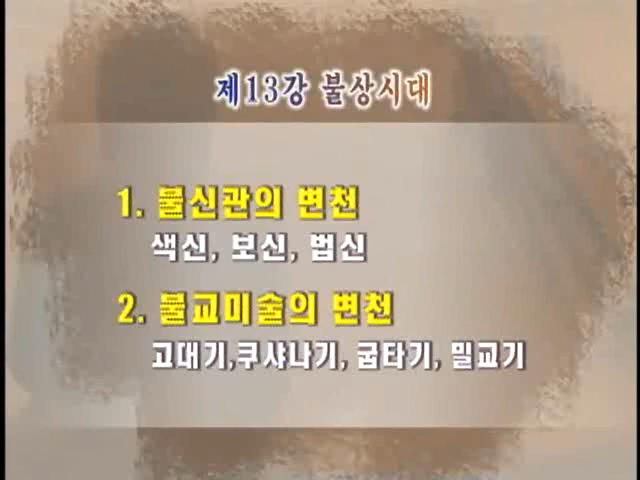 제13강 불상시대
1. 불신관의 변천
색신, 보신, 법신
2. 불교미술의 변천
고대기,쿠샤나기, 굽타기, 밀교기